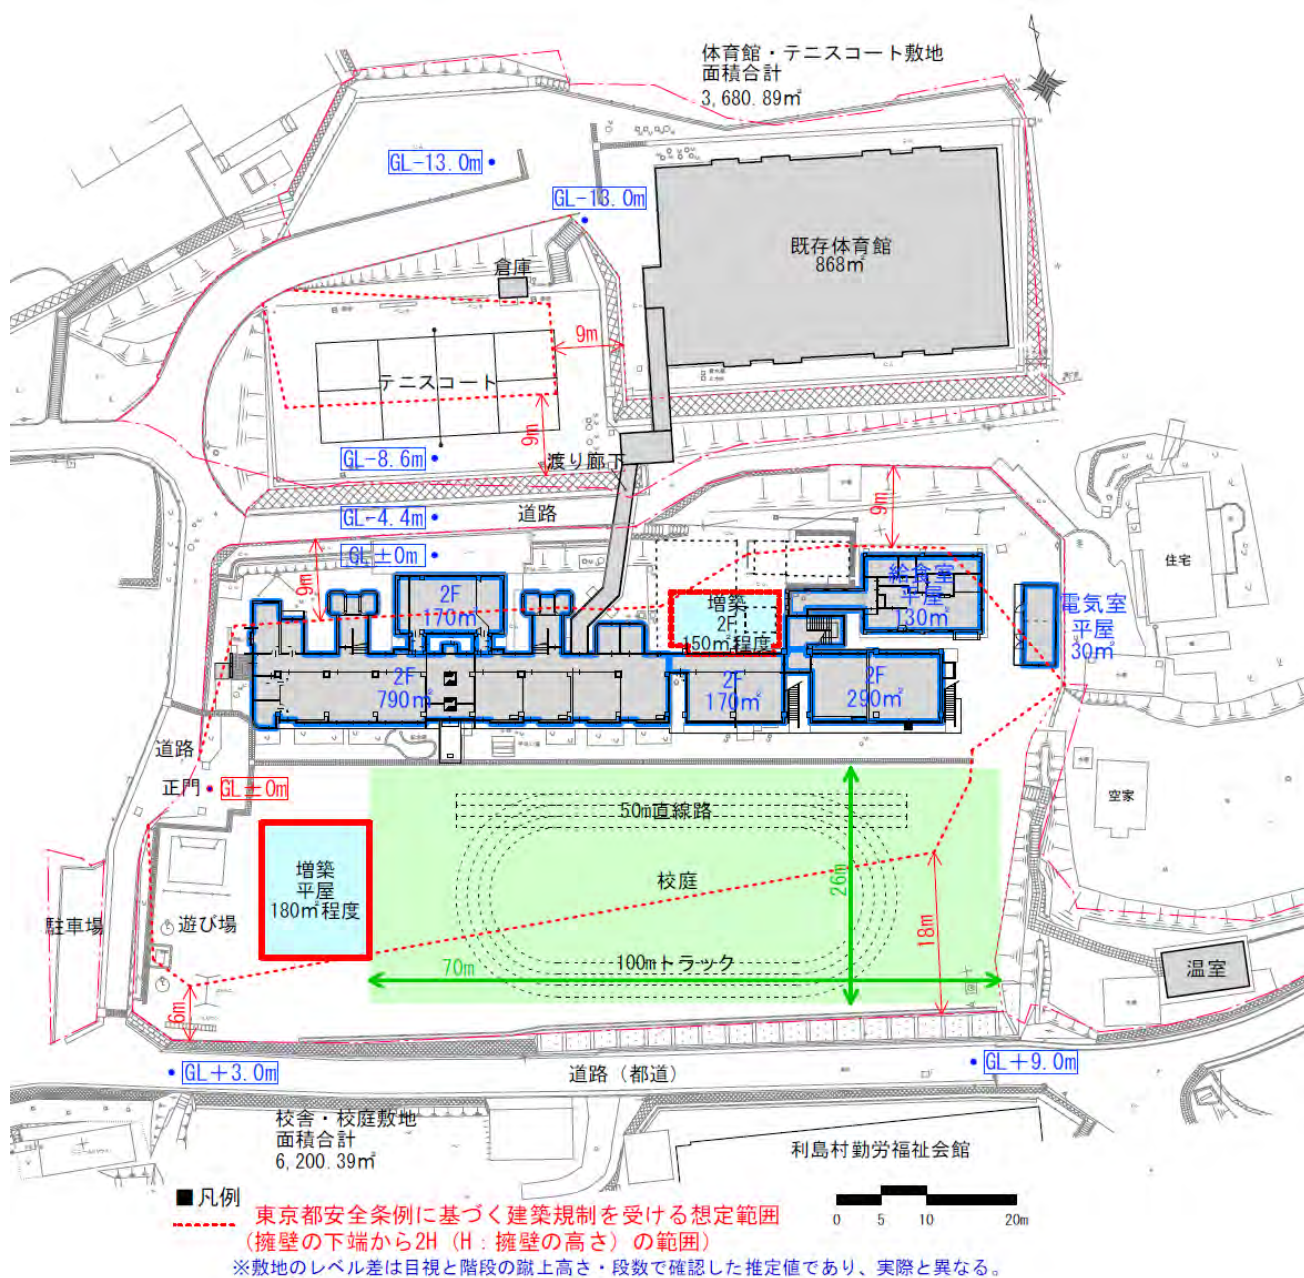 体育館・テニスコート敷地
面積合計
3,680.89㎡
GL-13.0m
GL-13.0m
既存体育館
868㎡
倉庫
9m
テニスコート
9m
GL-8.6m
渡り廊下
GL-4.4m
道路
GL±0m
9m
9m
住宅
2F
170㎡
給食室
平屋
130㎡
電気室
平屋
30㎡
増築
2F
150㎡程度
2F
790㎡
2F
170㎡
2F
290㎡
道路
正門
GL±0m
空家
50m直線路
校庭
26m
増築
平屋
180㎡程度
駐車場
遊び場
18m
100mトラック
70m
温室
6m
GL+3.0m
道路（都道）
GL+9.0m
校舎・校庭敷地
面積合計
6,200.39㎡
利島村勤労福祉会館
■凡例
東京都安全条例に基づく建築規制を受ける想定範囲
（擁壁の下端から2H（H：擁壁の高さ）の範囲）
0 5 10 20m
※敷地のレベル差は目視と階段の蹴上高さ・段数で確認した推定値であり、実際と異なる。